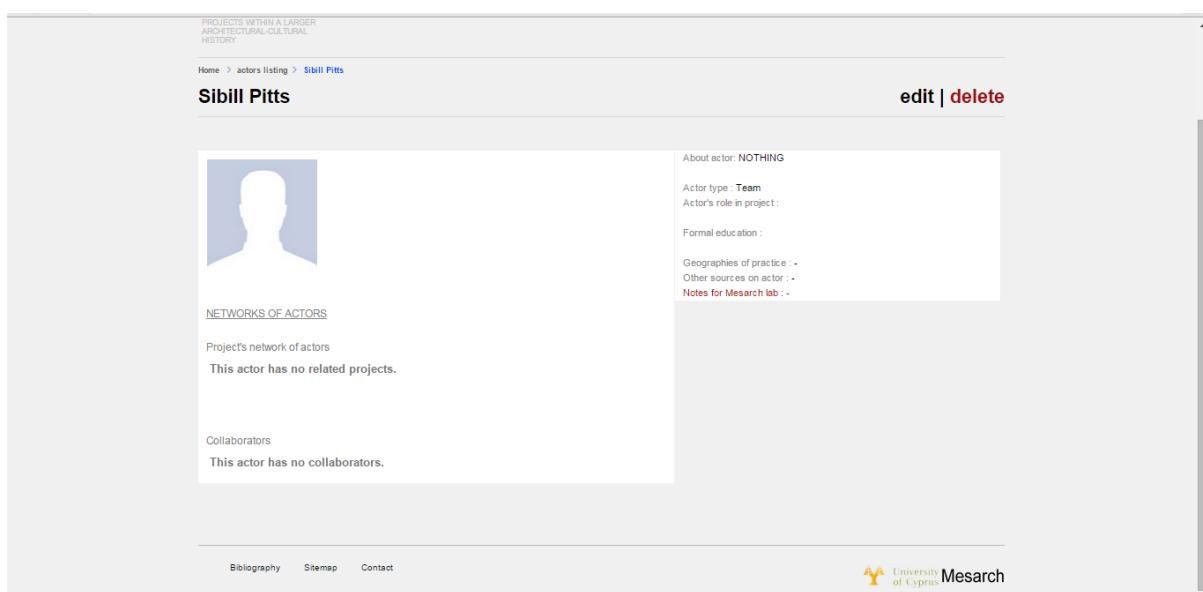 PROJECTS WITHIN A LARGER
ARCHITECTURAL-CULTURAL
HISTORY
Home > actors listing > Sibill Pitts
Sibill Pitts
edit | delete
About actor: NOTHING
Actor type : Team
Actor's role in project :
Formal education :
Geographies of practice : -
Other sources on actor : -
Notes for Mesarch lab : -
NETWORKS OF ACTORS
Project's network of actors
This actor has no related projects.
Collaborators
This actor has no collaborators.
Bibliography Sitemap Contact
University
of Cyprus Mesarch